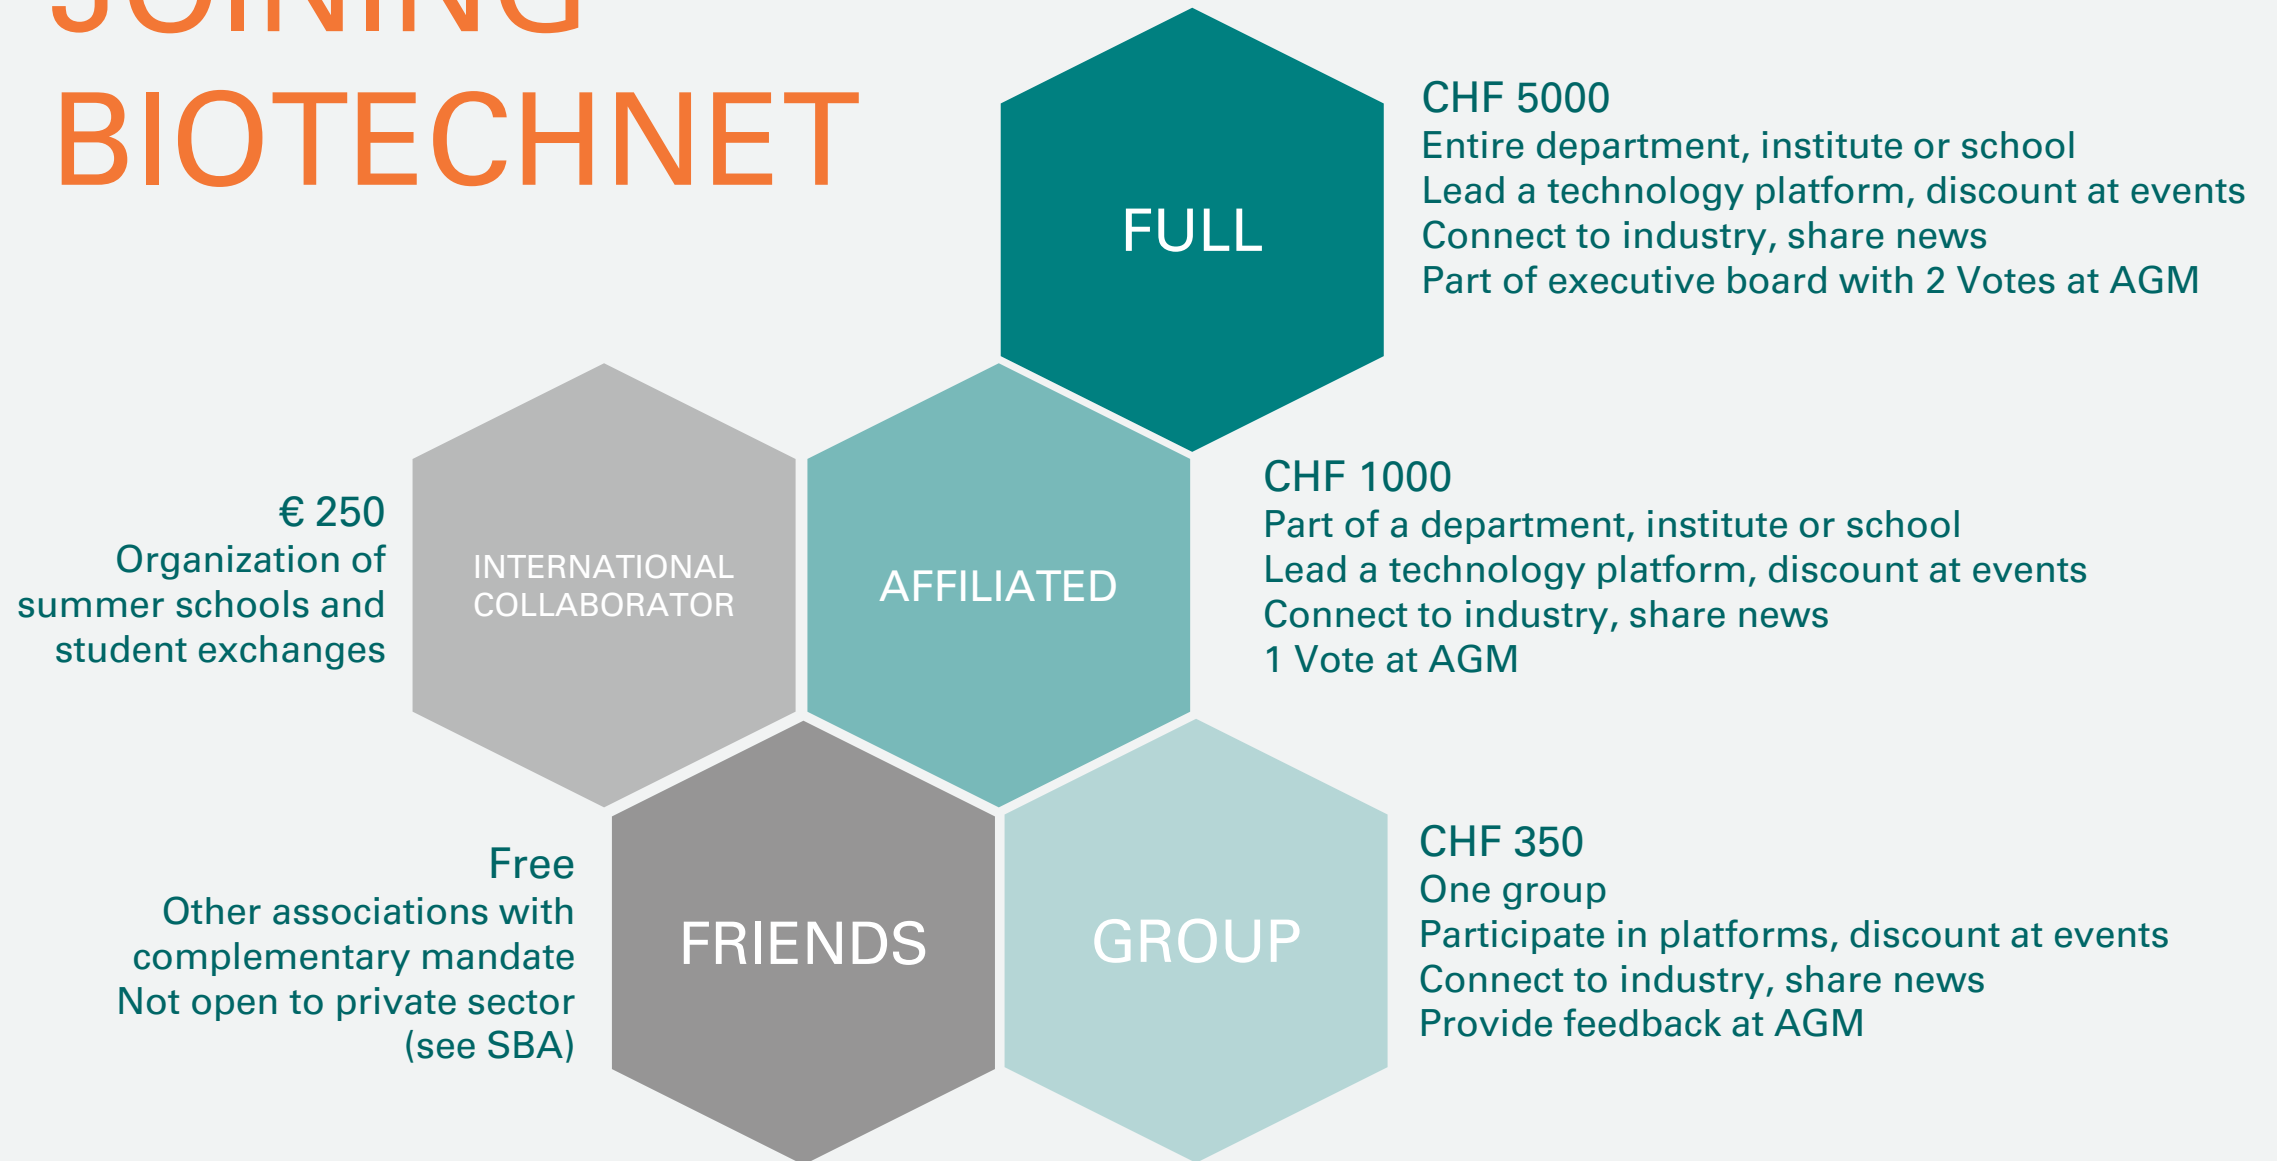 JOINING
BIOTECHNET
FULL
CHF 5000
Entire department, institute or school
Lead a technology platform, discount at events
Connect to industry, share news
Part of executive board with 2 Votes at AGM
€ 250
Organization of
summer schools and
student exchanges
INTERNATIONAL
COLLABORATOR
AFFILIATED
CHF 1000
Part of a department, institute or school
Lead a technology platform, discount at events
Connect to industry, share news
1 Vote at AGM
Free
Other associations with
complementary mandate
Not open to private sector
(see SBA)
FRIENDS
GROUP
CHF 350
One group
Participate in platforms, discount at events
Connect to industry, share news
Provide feedback at AGM